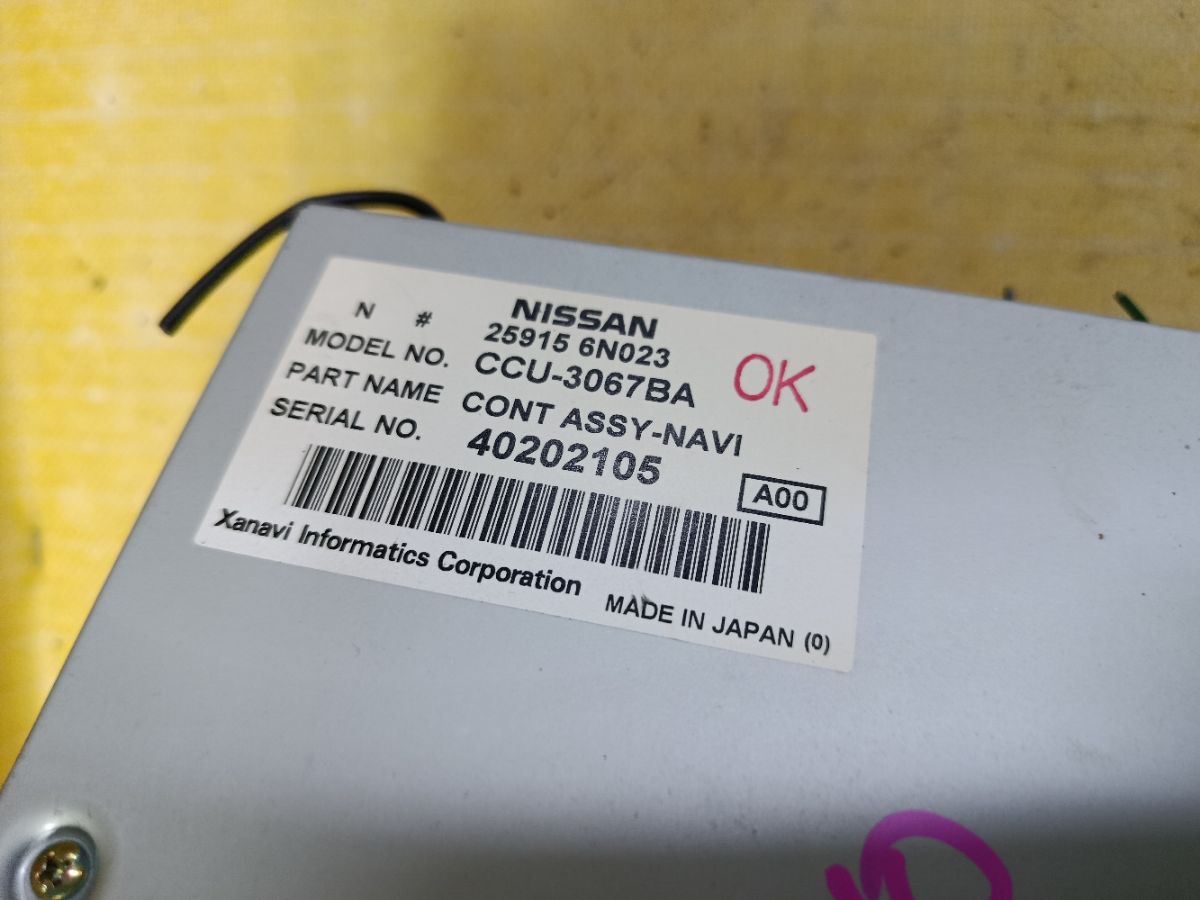 NISSAN
N # 25915 6N023
MODEL NO. CCU-3067BA
PART NAME CONT ASSY-NAVI
SERIAL NO. 40202105
OK
A00
Xanavi Informatics Corporation
MADE IN JAPAN (0)